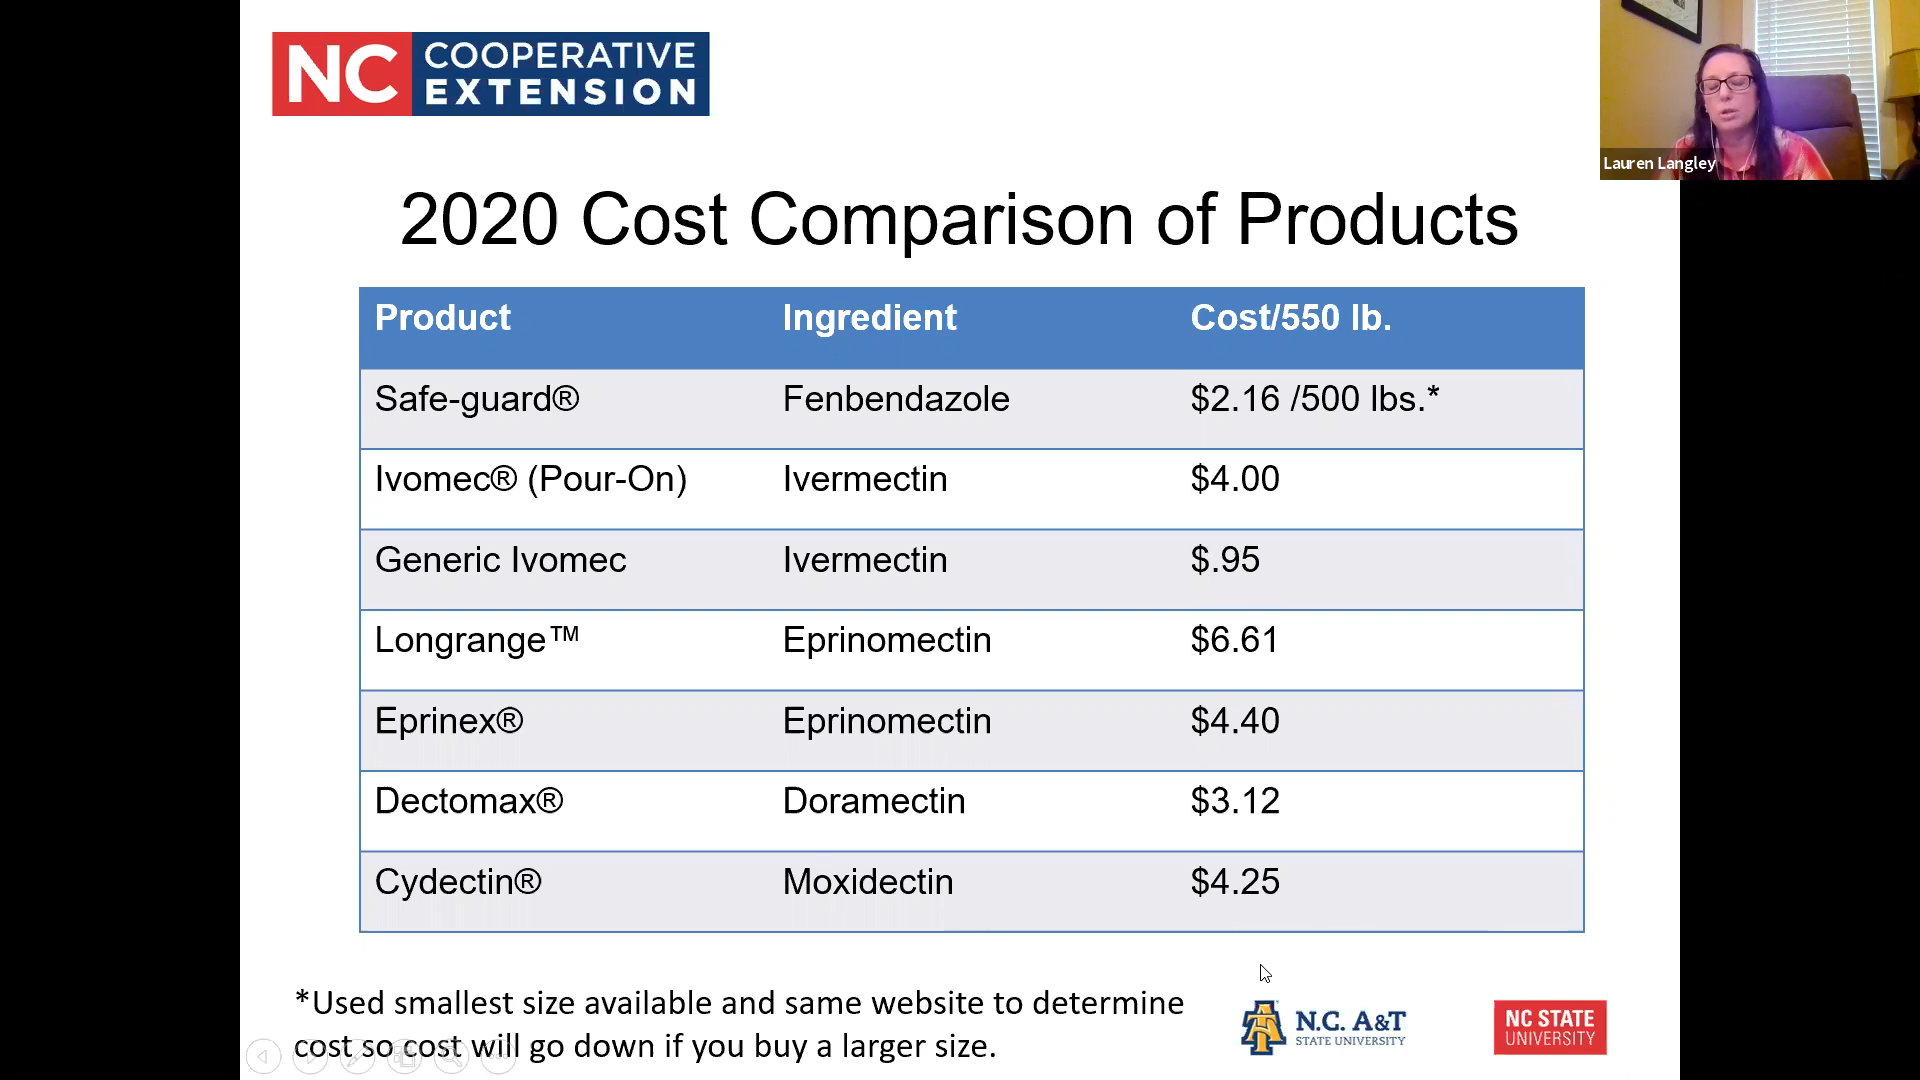 NC COOPERATIVE
EXTENSION
Lauren Langley
2020 Cost Comparison of Products
Product Ingredient Cost/550 lb.
Safe-guard® Fenbendazole $2.16 /500 lbs.*
Ivomec® (Pour-On) Ivermectin $4.00
Generic Ivomec Ivermectin $.95
Longrange™ Eprinomectin $6.61
Eprinex® Eprinomectin $4.40
Dectomax® Doramectin $3.12
Cydectin® Moxidectin $4.25
*Used smallest size available and same website to determine
cost so cost will go down if you buy a larger size.
N.C. A&T
STATE UNIVERSITY
NC STATE
UNIVERSITY